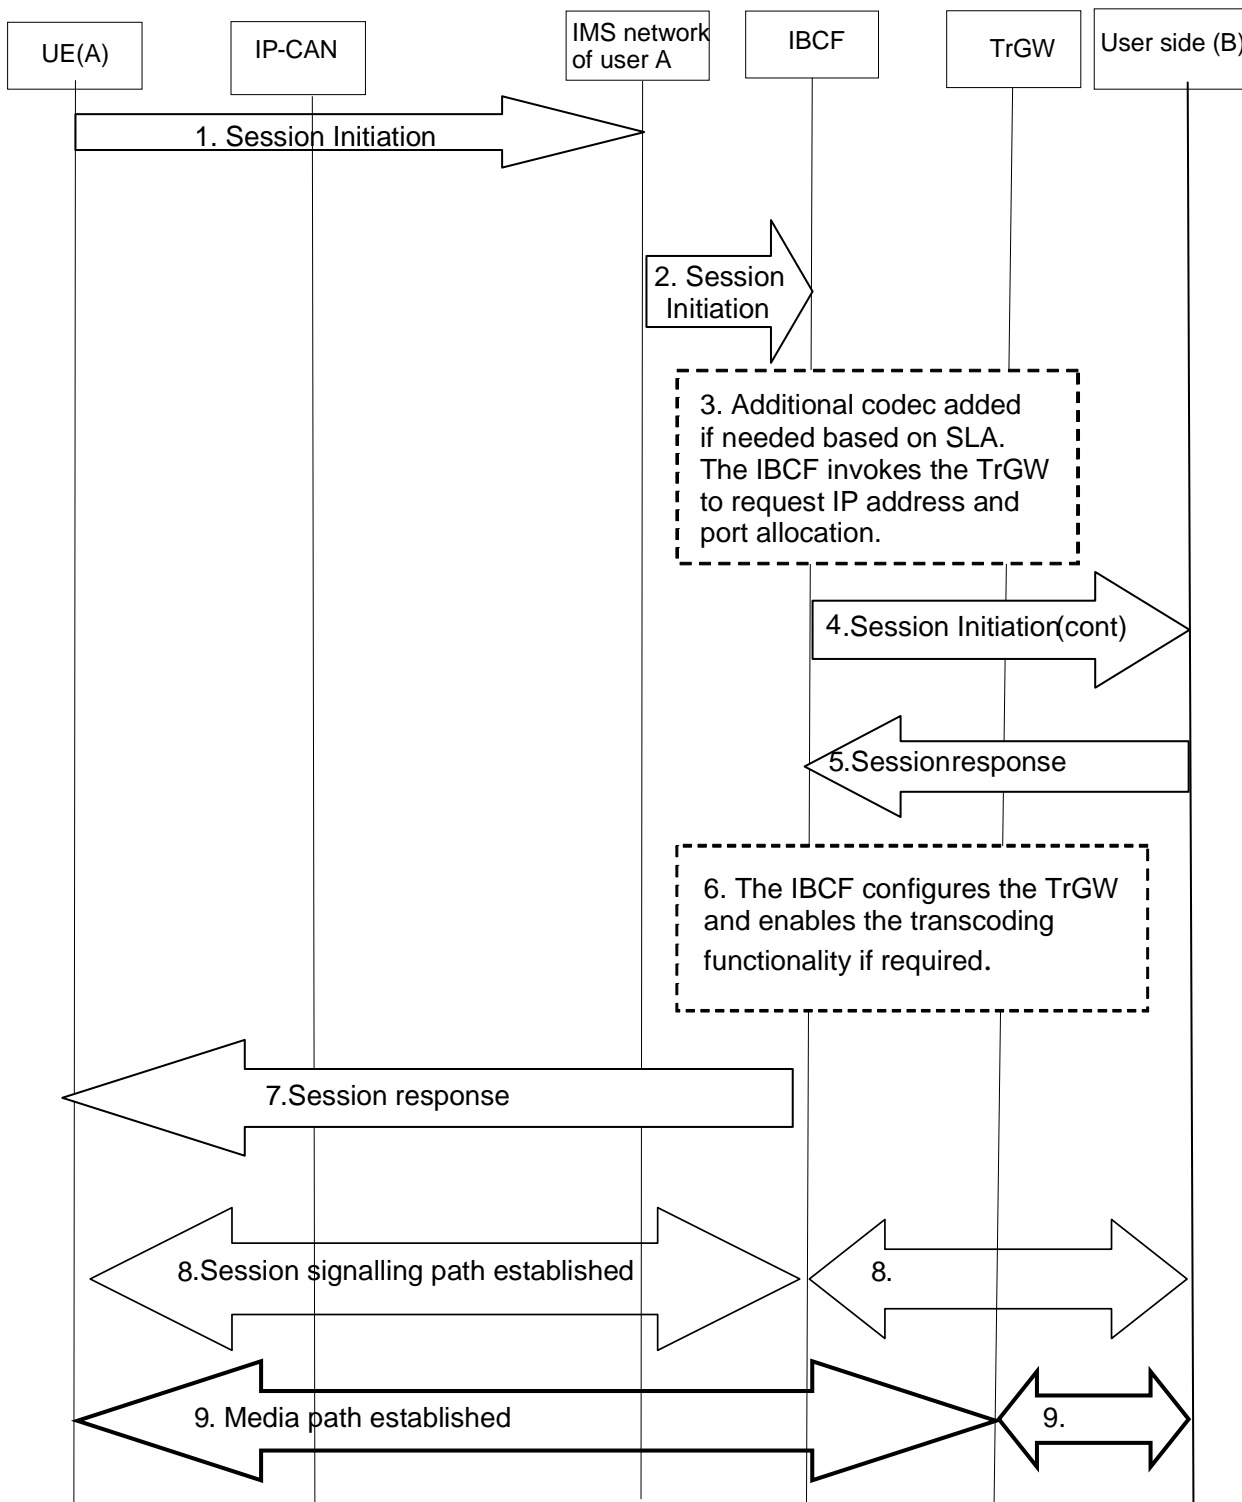 UE(A)
IP-CAN
IMS network
of user A
IBCF
TrGW
User side (B)
1. Session Initiation
2. Session
Initiation
3. Additional codec added
if needed based on SLA.
The IBCF invokes the TrGW
to request IP address and
port allocation.
4.Session Initiation(cont)
5.Session response
6. The IBCF configures the TrGW
and enables the transcoding
functionality if required.
7.Session response
8.Session signalling path established
8.
9. Media path established
9.